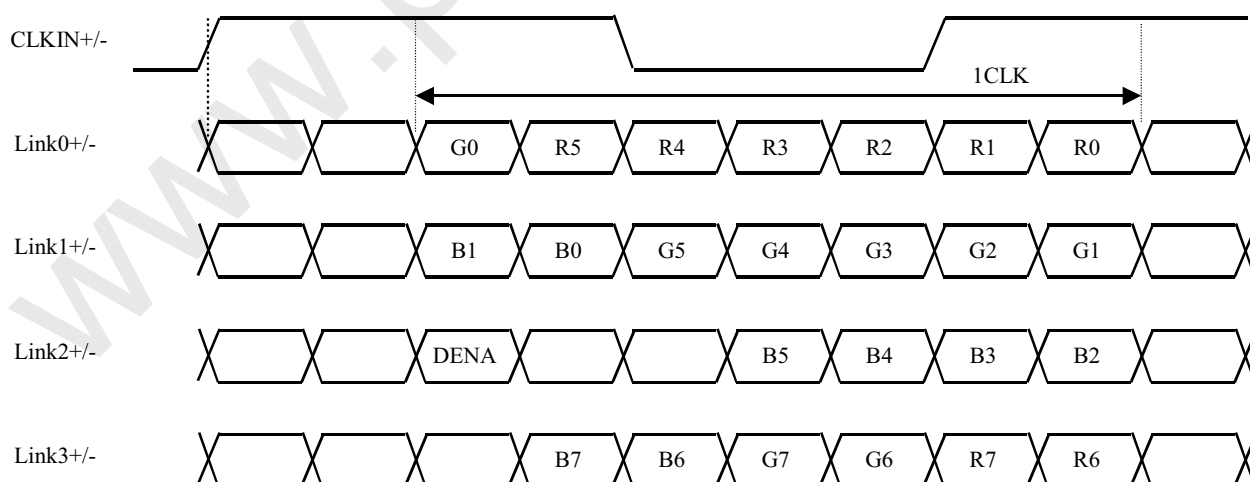 www.p
CLKIN+/-
1CLK
Link0+/- G0 R5 R4 R3 R2 R1 R0
Link1+/- B1 B0 G5 G4 G3 G2 G1
Link2+/- DENA B5 B4 B3 B2
Link3+/- B7 B6 G7 G6 R7 R6